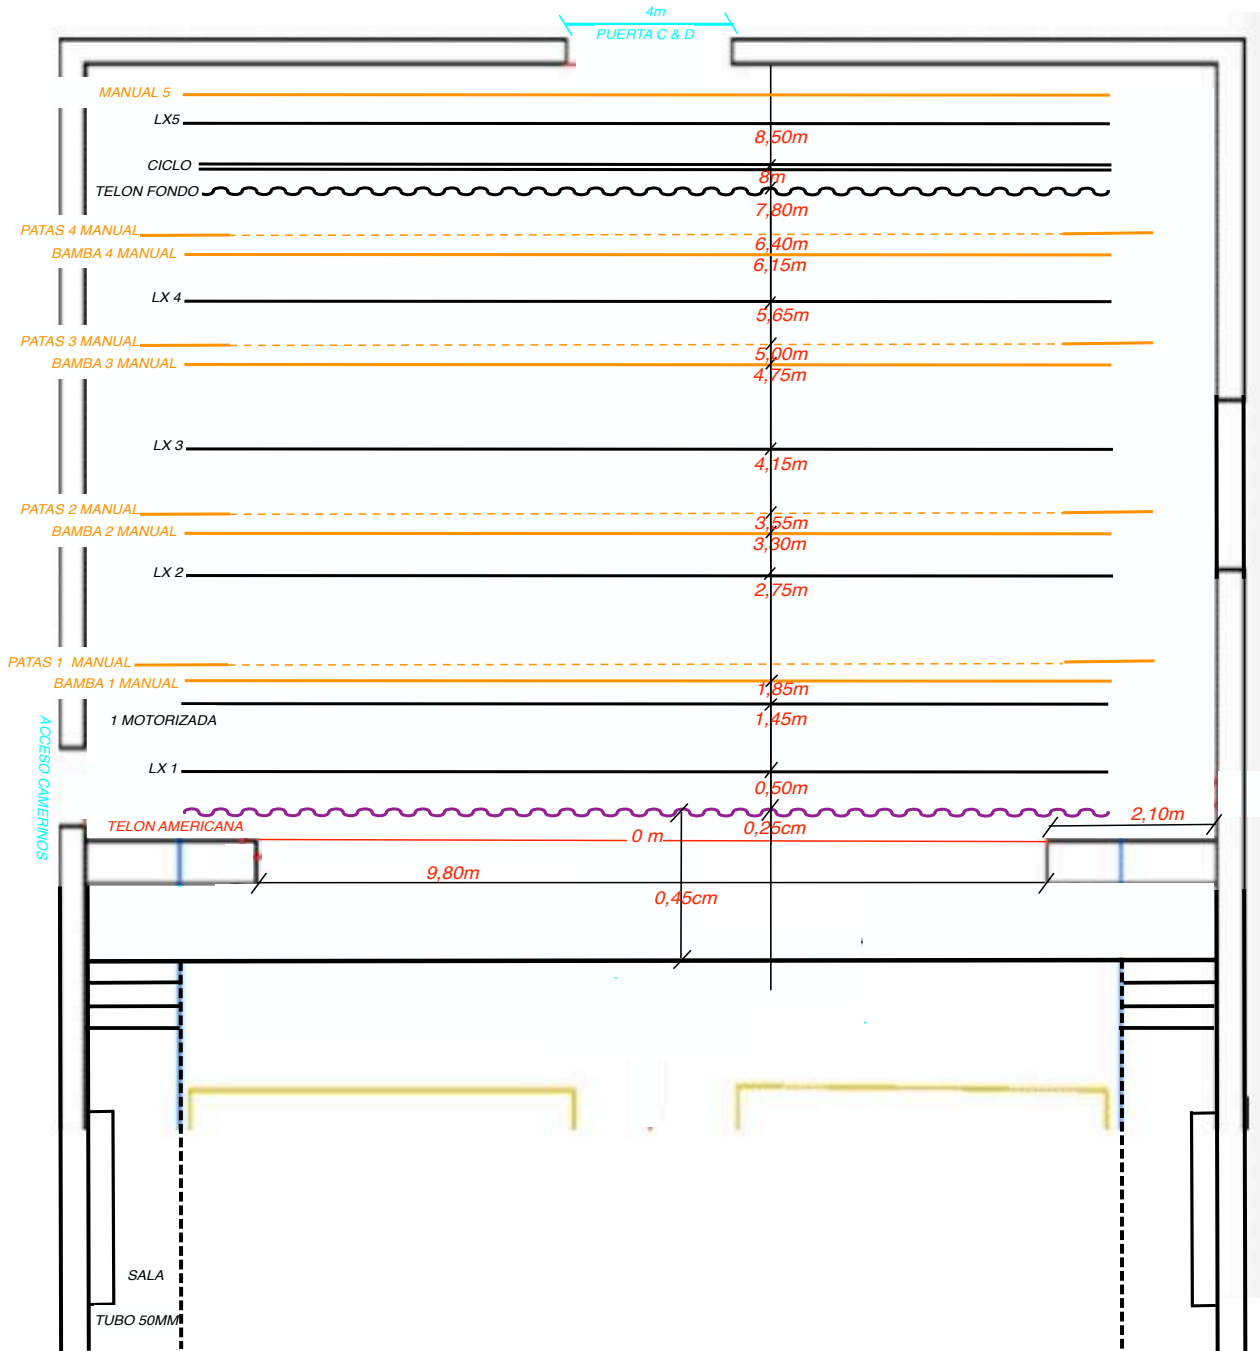 4m
PUERTA C & D
MANUAL 5
LX5
8,50m
CICLO
8m
TELON FONDO
7,80m
PATAS 4 MANUAL
6,40m
BAMBA 4 MANUAL
6,15m
LX 4
5,65m
PATAS 3 MANUAL
5,00m
BAMBA 3 MANUAL
4,75m
LX 3
4,15m
PATAS 2 MANUAL
3,55m
BAMBA 2 MANUAL
3,30m
LX 2
2,75m
PATAS 1 MANUAL
BAMBA 1 MANUAL
1,85m
1 MOTORIZADA
1,45m
ACCESO CAMERINOS
LX 1
0,50m
2,10m
TELON AMERICANA
0 m
0,25cm
9,80m
0,45cm
SALA
TUBO 50MM